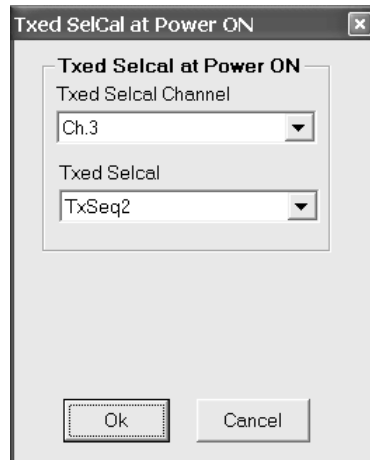 Txed SelCal at Power ON
Txed Selcal at Power ON
Txed Selcal Channel
Ch.3
Txed Selcal
TxSeq2
Ok Cancel